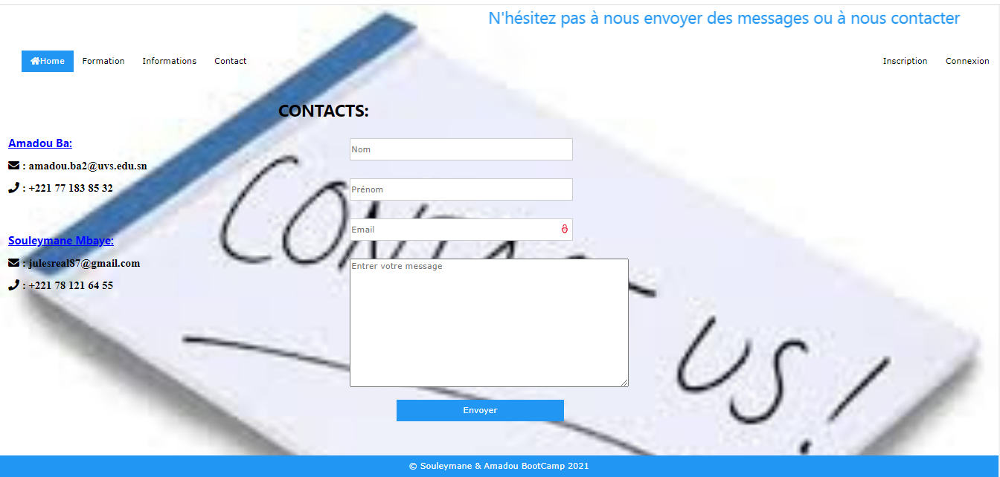 N'hésitez pas à nous envoyer des messages ou à nous contacter
Home Formation Informations Contact Inscription Connexion
CONTACTS:
Amadou Ba:
: amadou.ba2@uvs.edu.sn
: +221 77 183 85 32
Souleymane Mbaye:
: julesreal87@gmail.com
: +221 78 121 64 55
Nom
Prénom
Email
Entrer votre message
Envoyer
CONTACT
US!
© Souleymane & Amadou BootCamp 2021